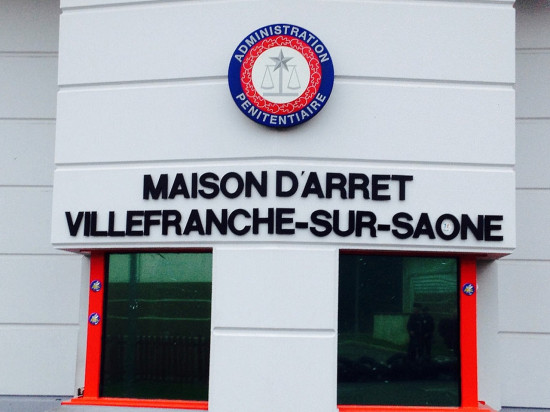 ADMINISTRATION
PENITENTIAIRE
MAISON D'ARRET
VILLEFRANCHE-SUR-SAONE